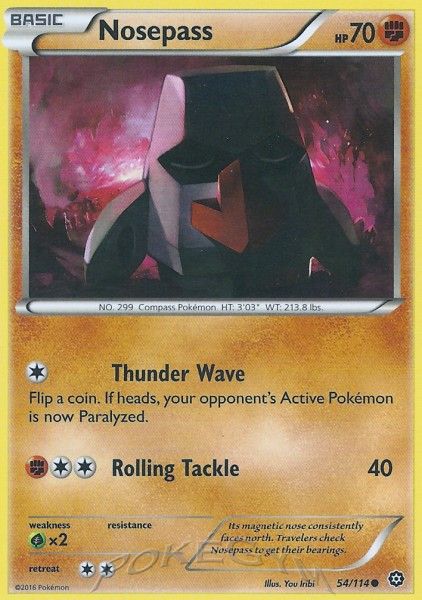 BASIC
Nosepass
HP 70
NO. 299 Compass Pokémon. HT: 3'03" WT: 213.8 lbs.
Thunder Wave
Flip a coin. If heads, your opponent's Active Pokémon
is now Paralyzed.
Rolling Tackle 40
weakness resistance
×2
Its magnetic nose consistently
faces north. Travelers check
Nosepass to get their bearings.
retreat
©2016 Pokémon
Illus. You Iribi 54/114